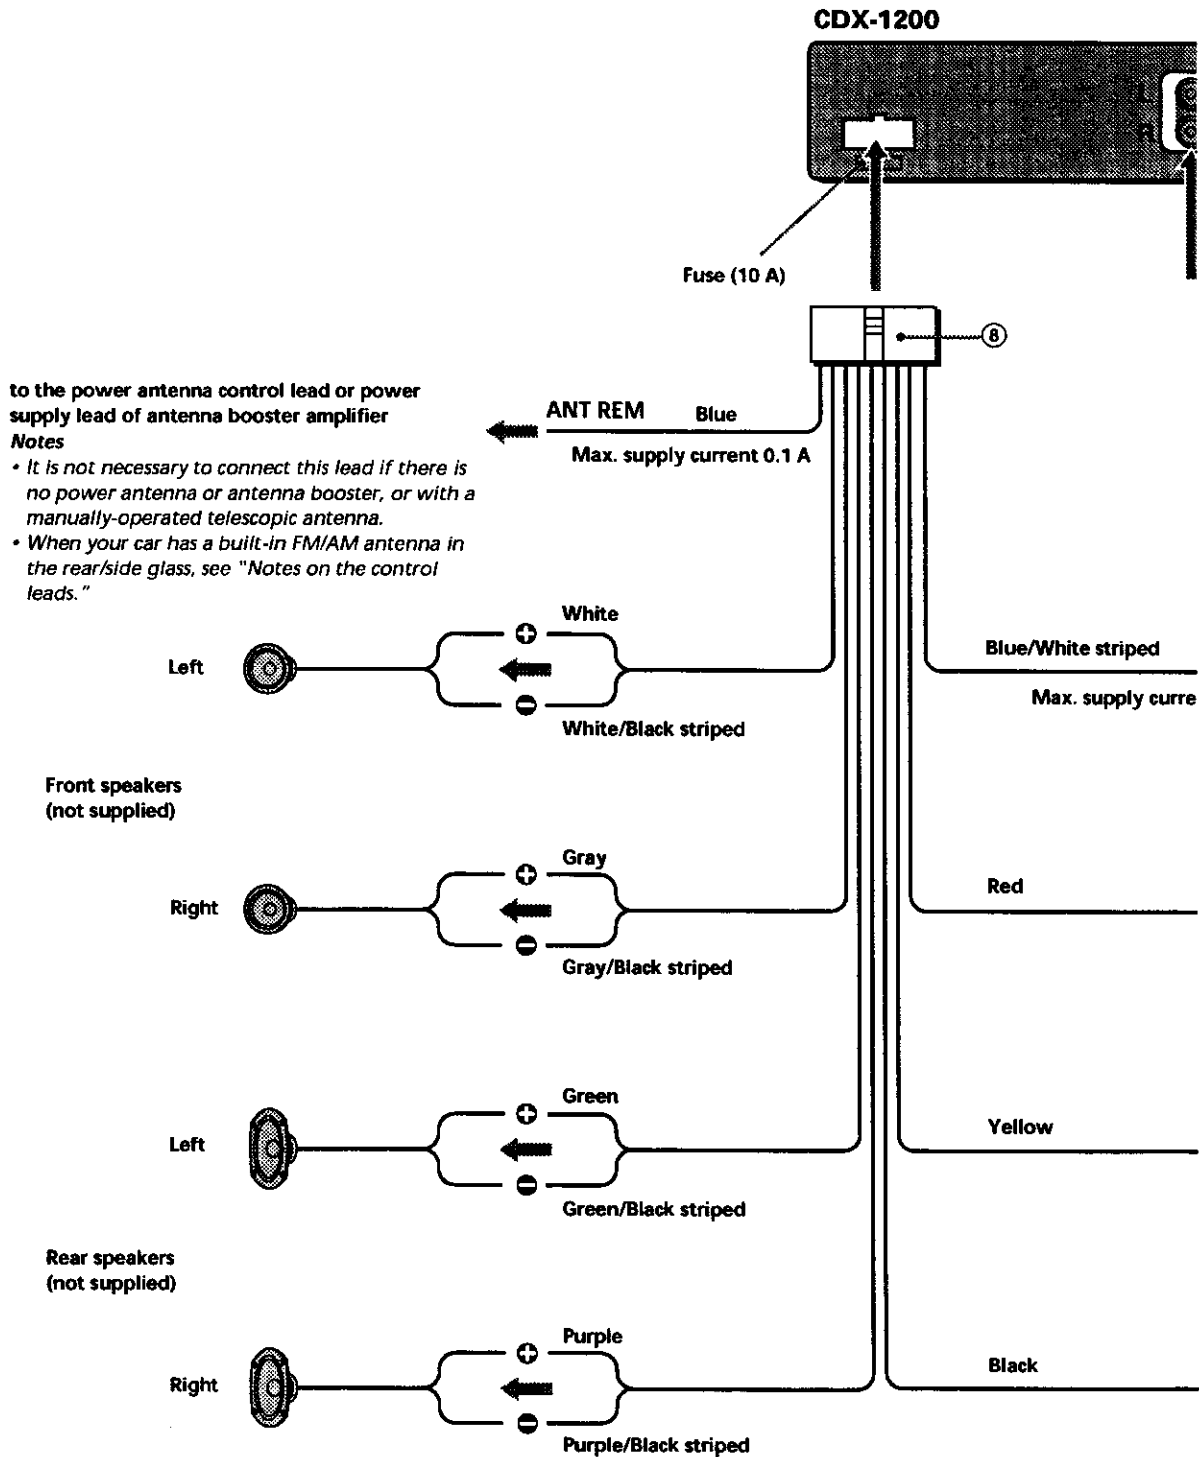 CDX-1200
L
R
Fuse (10 A)
8
to the power antenna control lead or power
supply lead of antenna booster amplifier
Notes
• It is not necessary to connect this lead if there is
no power antenna or antenna booster, or with a
manually-operated telescopic antenna.
• When your car has a built-in FM/AM antenna in
the rear/side glass, see "Notes on the control
leads."
ANT REM
Blue
Max. supply current 0.1 A
White
Left
White/Black striped
Blue/White striped
Max. supply curre
Front speakers
(not supplied)
Gray
Right
Gray/Black striped
Red
Green
Left
Green/Black striped
Yellow
Rear speakers
(not supplied)
Purple
Right
Purple/Black striped
Black